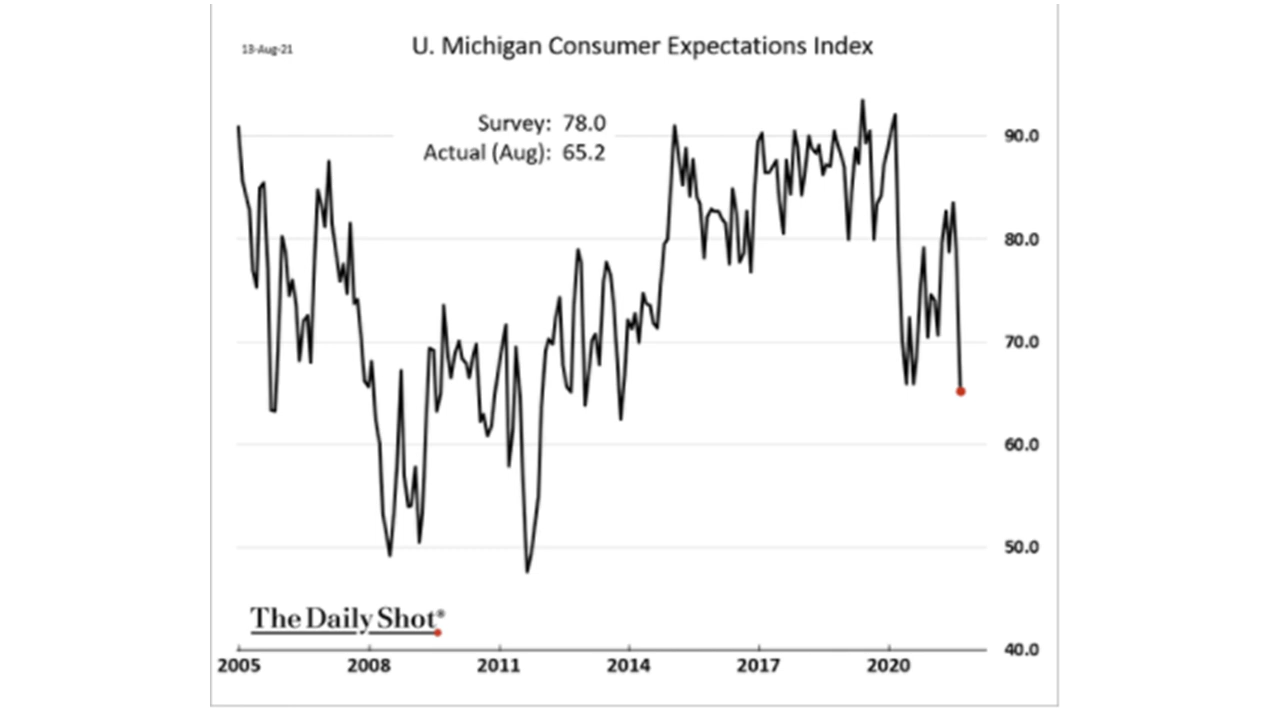 13-Aug-21
U. Michigan Consumer Expectations Index
Survey: 78.0
Actual (Aug): 65.2
90.0
80.0
70.0
60.0
50.0
40.0
The Daily Shot®
2005 2008 2011 2014 2017 2020